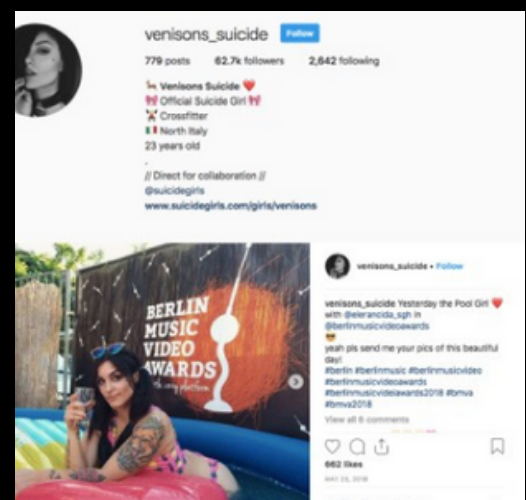 venisons_suicide Follow
779 posts 62.7k followers 2,642 following
Venisons Suicide ❤️
🎀 Official Suicide Girl 🎀
Crossfitter
🇮🇹 North Italy
23 years old
.
// Direct for collaboration //
@suicidegirls
www.suicidegirls.com/girls/venisons
BERLIN
MUSIC
VIDEO
AWARDS
platform
venisons_suicide • Follow
venisons_suicide Yesterday the Pool Girl ❤️
with @elerancida_sgh in
@berlinmusicvideoawards
😎
yeah pls send me your pics of this beautiful
day!
#berlin #berlinmusic #berlinmusicvideo
#berlinmusicvideoawards
#berlinmusicvideoawards2018 #bmva
#bmva2018
View all 6 comments
662 likes